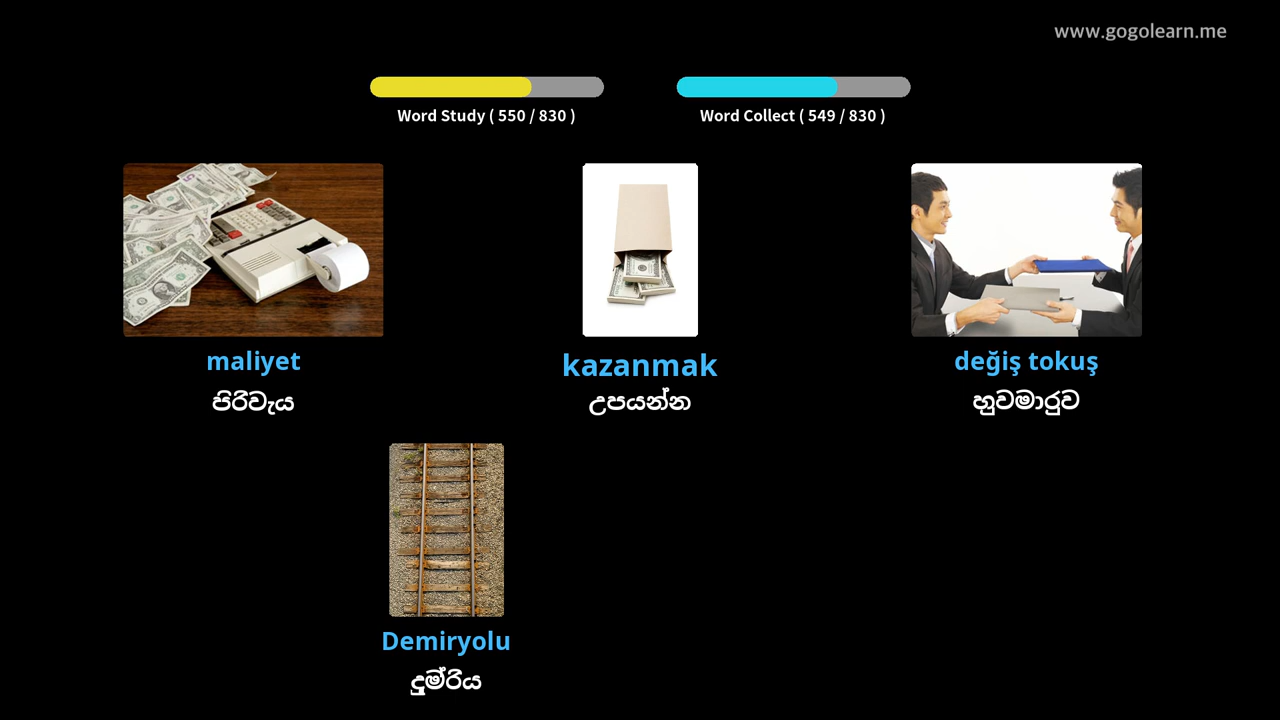 www.gogolearn.me
Word Study ( 550 / 830 )
Word Collect ( 549 / 830 )
maliyet
kazanmak
değiş tokuş
පිරිවැය
උපයන්න
හුවමාරුව
Demiryolu
දුම්රිය